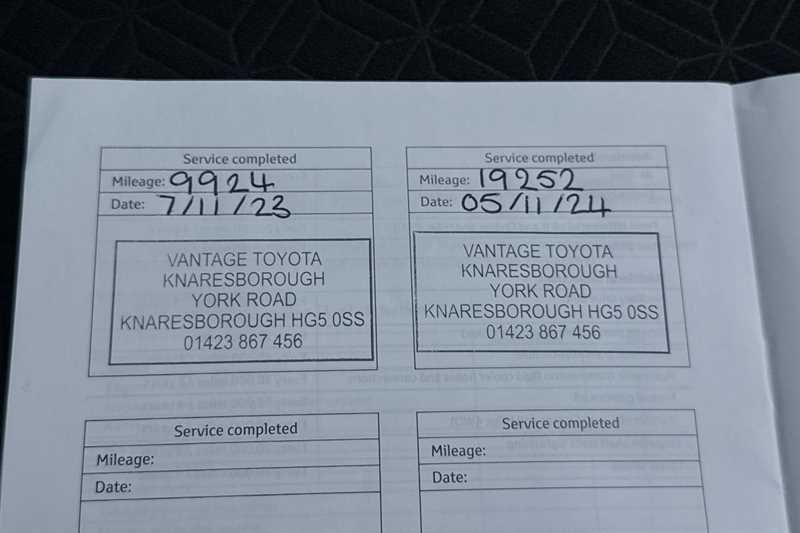 Service completed
Mileage: 9924
Date: 7/11/23
VANTAGE TOYOTA
KNARESBOROUGH
YORK ROAD
KNARESBOROUGH HG5 0SS
01423 867 456
Service completed
Mileage: 19252
Date: 05/11/24
VANTAGE TOYOTA
KNARESBOROUGH
YORK ROAD
KNARESBOROUGH HG5 0SS
01423 867 456
Service completed
Mileage:
Date:
Service completed
Mileage:
Date: